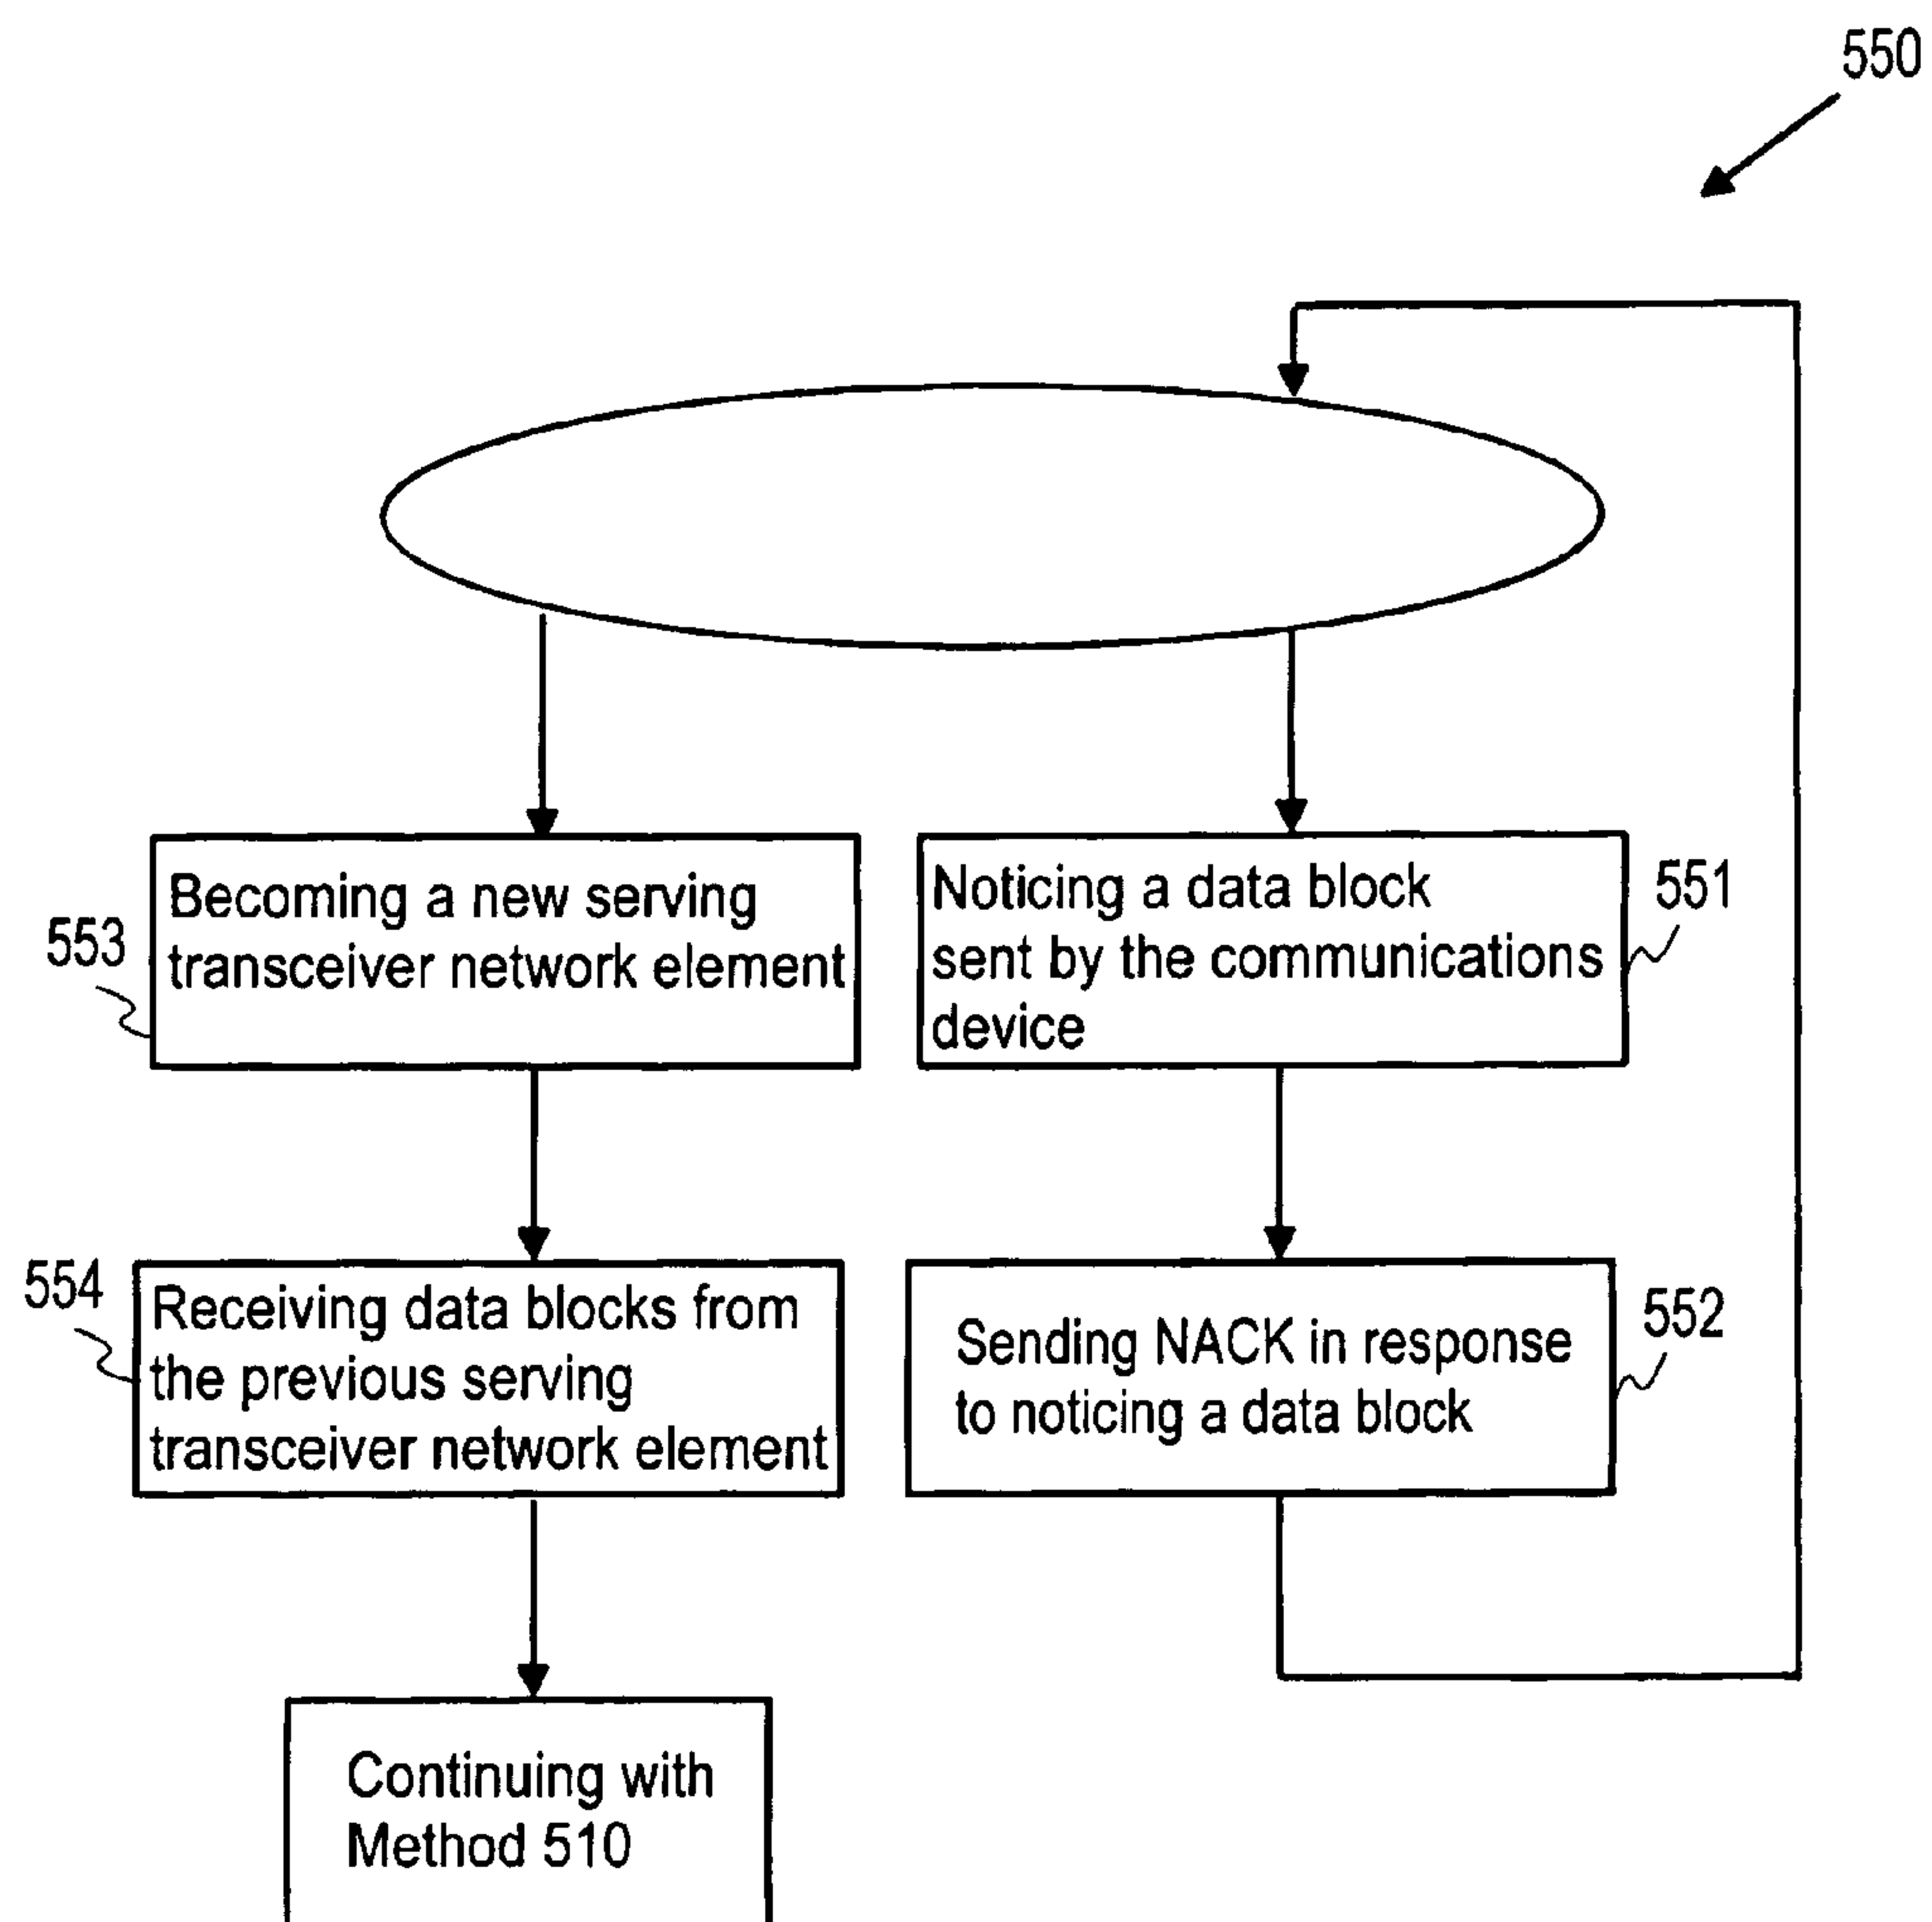 550
Becoming a new serving
transceiver network element
553
Noticing a data block
sent by the communications
device
551
554
Receiving data blocks from
the previous serving
transceiver network element
Sending NACK in response
to noticing a data block
552
Continuing with
Method 510